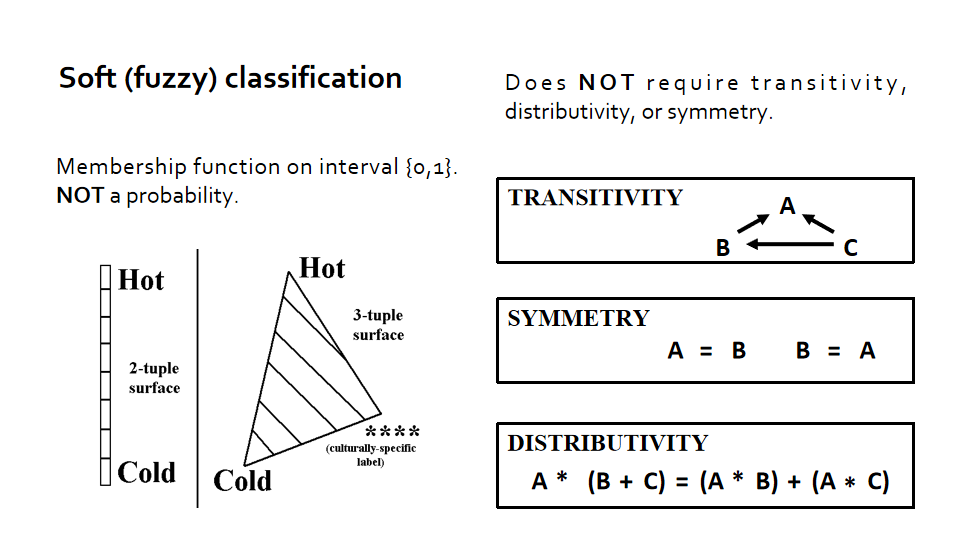 Soft (fuzzy) classification
Membership function on interval {0,1}.
NOT a probability.
Hot
2-tuple
surface
Cold
Hot
3-tuple
surface
****
(culturally-specific
label)
Cold
Does NOT require transitivity,
distributivity, or symmetry.
TRANSITIVITY
A
B C
SYMMETRY
A = B B = A
DISTRIBUTIVITY
A * (B + C) = (A * B) + (A * C)